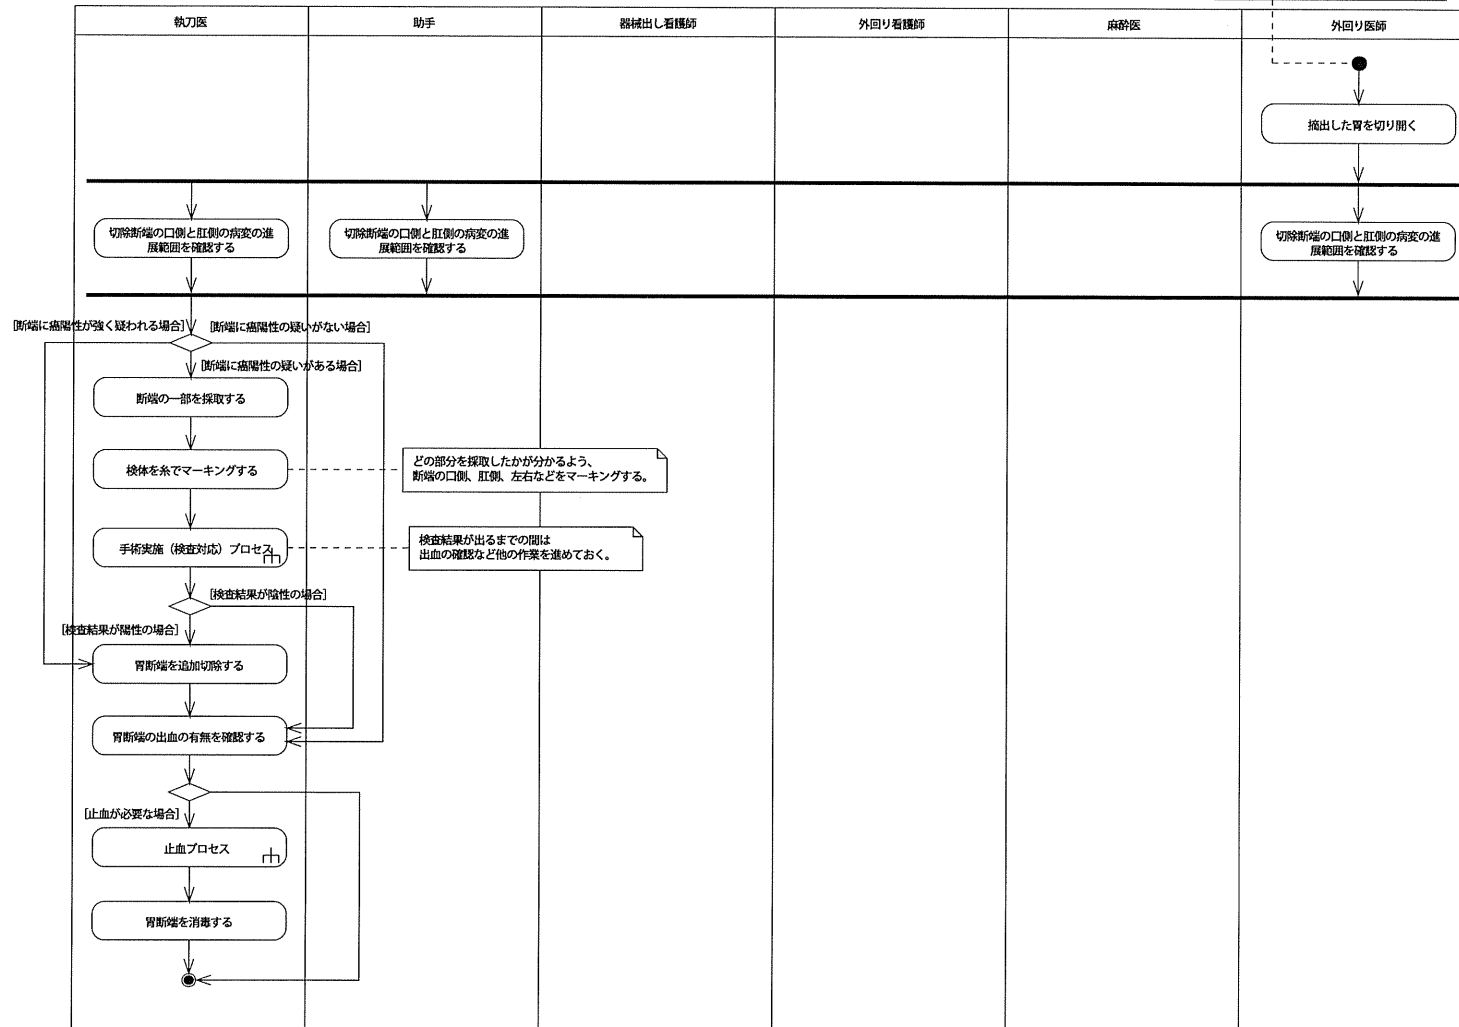 執刀医
助手
器械出し看護師
外回り看護師
麻酔医
外回り医師
摘出した胃を切り開く
切除断端の口側と肛側の病変の進
展範囲を確認する
切除断端の口側と肛側の病変の進
展範囲を確認する
切除断端の口側と肛側の病変の進
展範囲を確認する
[断端に癌陽性が強く疑われる場合]
[断端に癌陽性の疑いがない場合]
[断端に癌陽性の疑いがある場合]
断端の一部を採取する
検体を糸でマーキングする
どの部分を採取したかが分かるよう、
断端の口側、肛側、左右などをマーキングする。
手術実施（検査対応）プロセス
検査結果が出るまでの間は
出血の確認など他の作業を進めておく。
[検査結果が陰性の場合]
[検査結果が陽性の場合]
胃断端を追加切除する
胃断端の出血の有無を確認する
[止血が必要な場合]
止血プロセス
胃断端を消毒する